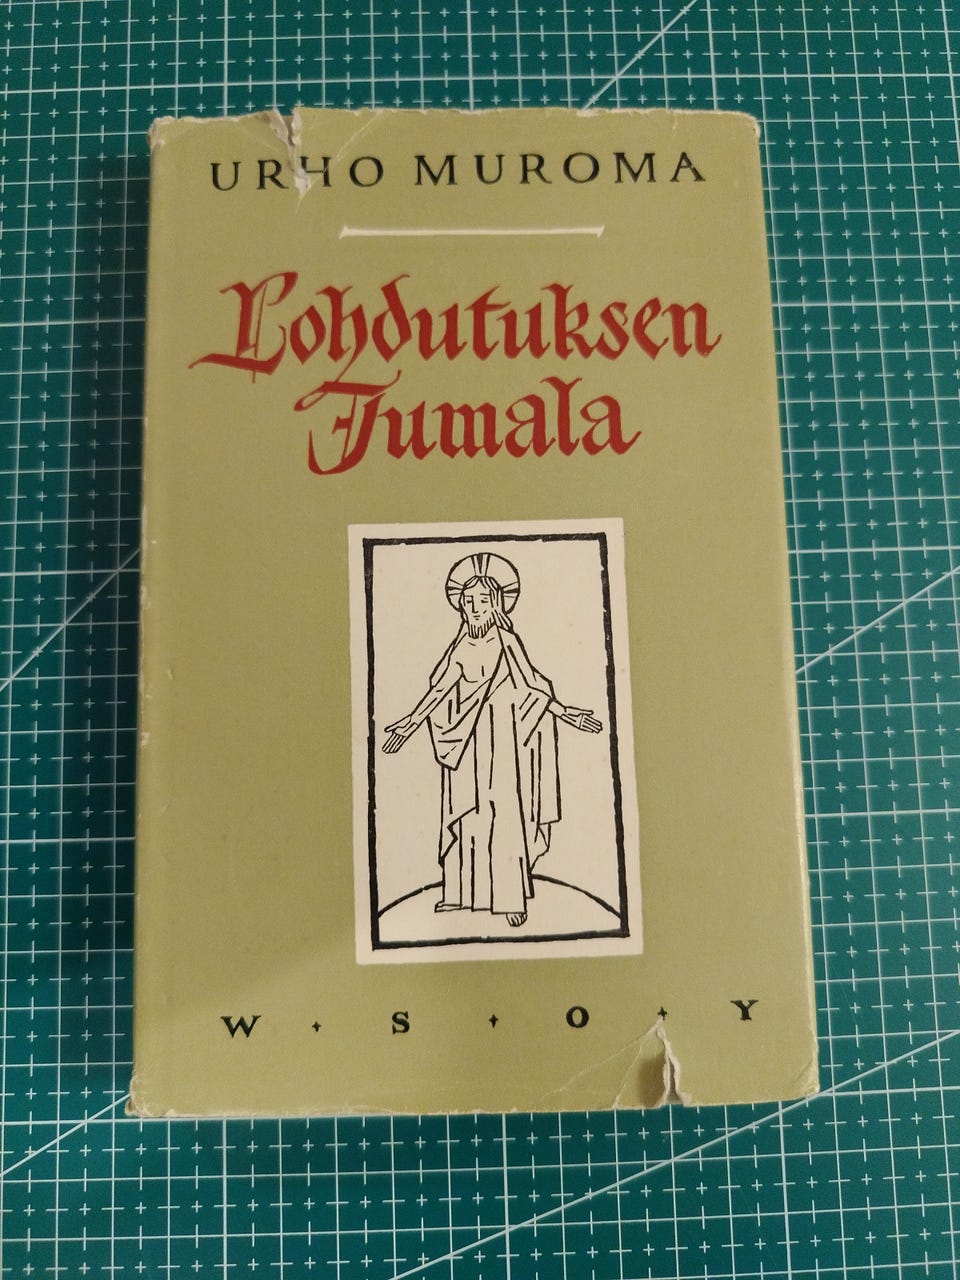 URHO MUROMA
Lohdutuksen
Jumala
W · S · O · Y